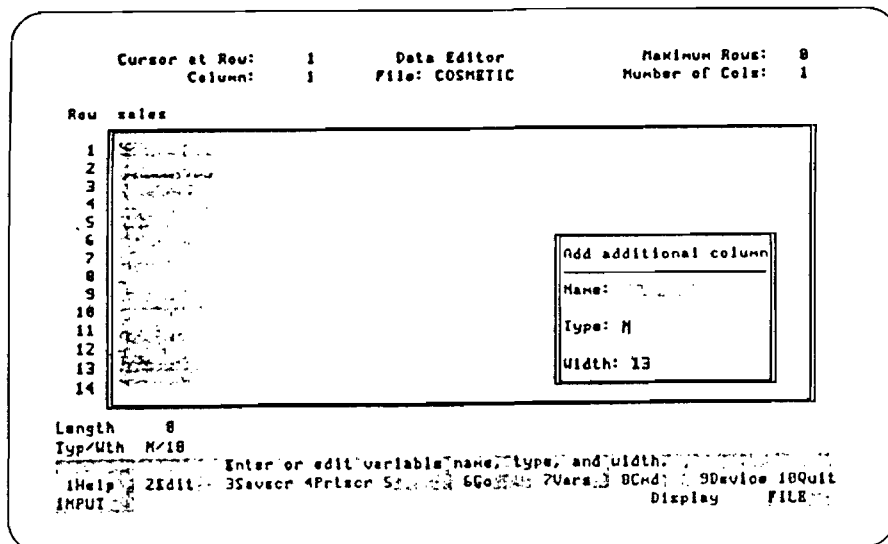 Cursor at Row: 1 Data Editor Maximum Rows: 0
Column: 1 File: COSMETIC Number of Cols: 1
Row sales
1
2
3
4
5
6
7
8
9
10
11
12
13
14
Add additional column
Name:
Type: N
Width: 13
Length 0
Typ/Wth N/10
Enter or edit variable name, type, and width.
1Help 2Edit 3Savscr 4Prtscr 5 6Go 7Vars 8Cmd 9Device 10Quit
INPUT Display FILE